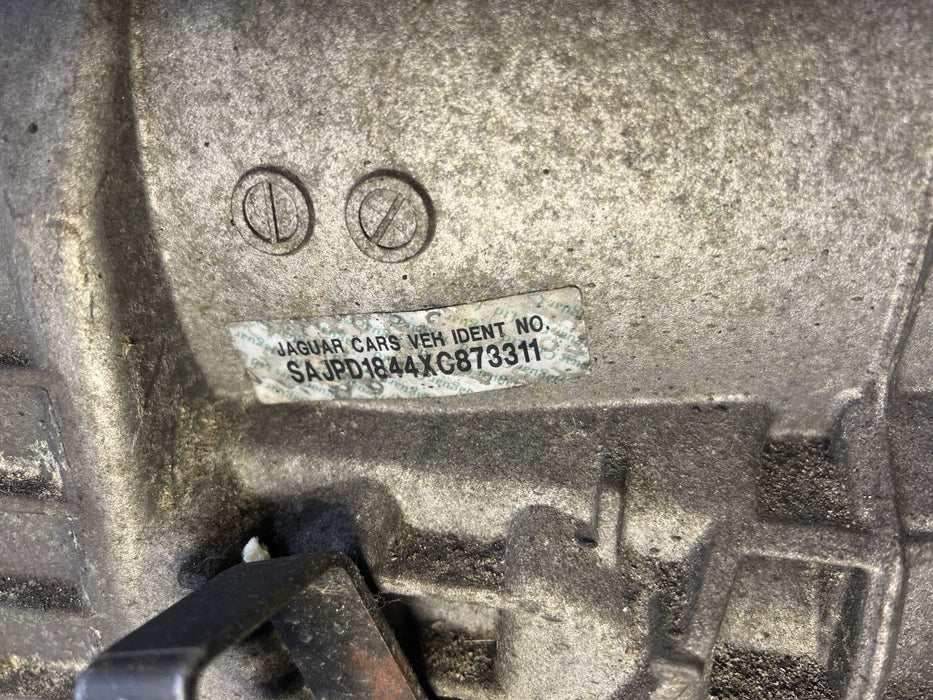 JAGUAR CARS VEH IDENT NO.
SAJPD1844XC873311